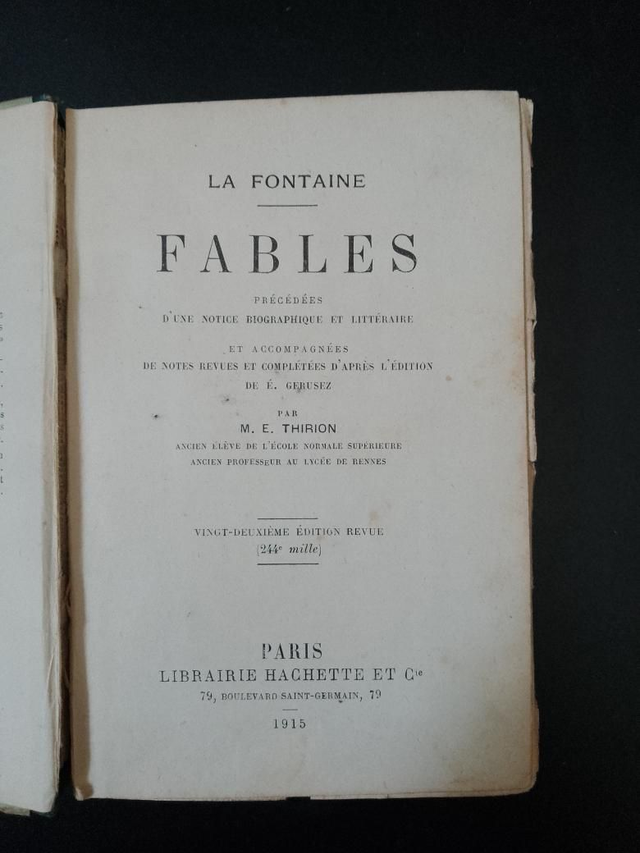 LA FONTAINE
FABLES
PRÉCÉDÉES
D'UNE NOTICE BIOGRAPHIQUE ET LITTÉRAIRE
ET ACCOMPAGNÉES
DE NOTES REVUES ET COMPLÉTÉES D'APRÈS L'ÉDITION
DE É. GERUSEZ
PAR
M. E. THIRION
ANCIEN ÉLÈVE DE L'ÉCOLE NORMALE SUPÉRIEURE
ANCIEN PROFESSEUR AU LYCÉE DE RENNES
VINGT-DEUXIÈME ÉDITION REVUE
(244e mille)
PARIS
LIBRAIRIE HACHETTE ET Cie
79, BOULEVARD SAINT-GERMAIN, 79
1915